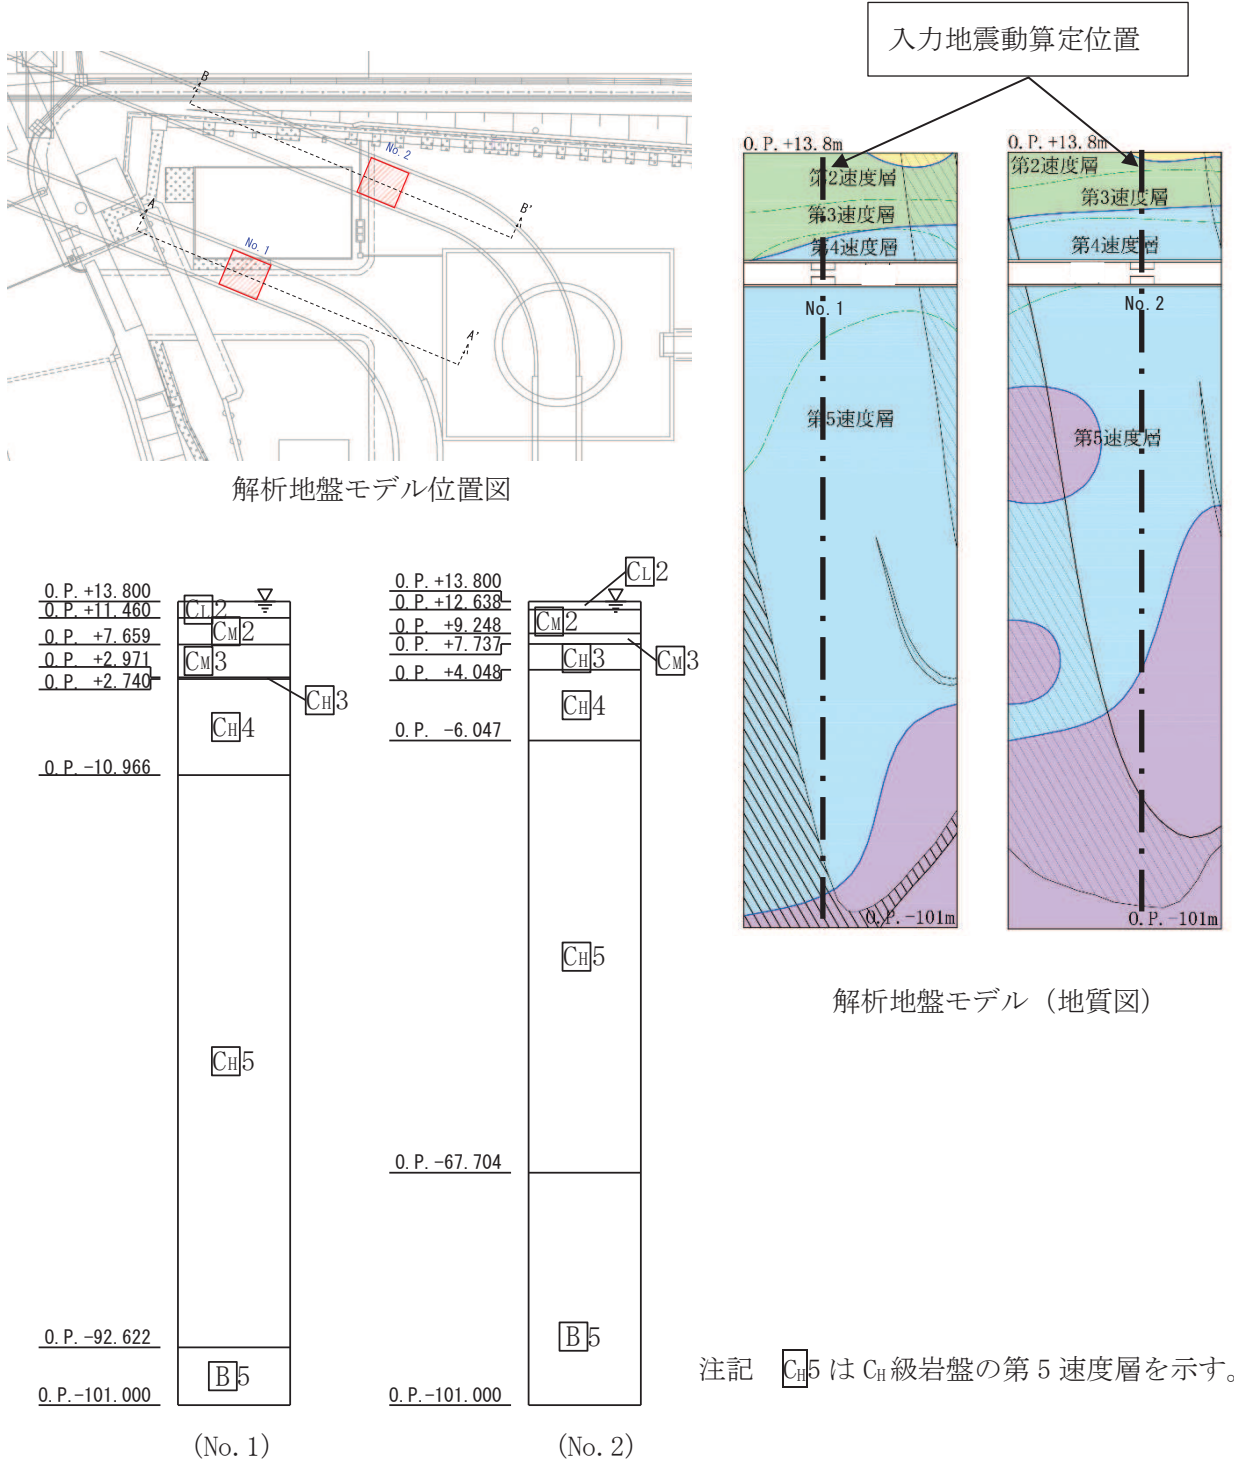 入力地震動算定位置
B
No. 2
B'
A
No. 1
A'
解析地盤モデル位置図
O.P.+13.8m
第2速度層
第3速度層
第4速度層
No. 1
第5速度層
O.P.-101m
O.P.+13.8m
第2速度層
第3速度層
第4速度層
No. 2
第5速度層
O.P.-101m
解析地盤モデル（地質図）
O.P.+13.800
O.P.+11.460
O.P. +7.659
O.P. +2.971
O.P. +2.740
O.P.-10.966
O.P.-92.622
O.P.-101.000
CL2
CM2
CM3
CH3
CH4
CH5
B5
(No. 1)
O.P.+13.800
O.P.+12.638
O.P. +9.248
O.P. +7.737
O.P. +4.048
O.P. -6.047
O.P.-67.704
O.P.-101.000
CL2
CM2
CM3
CH3
CH4
CH5
B5
(No. 2)
注記　CH5 は CH 級岩盤の第 5 速度層を示す。